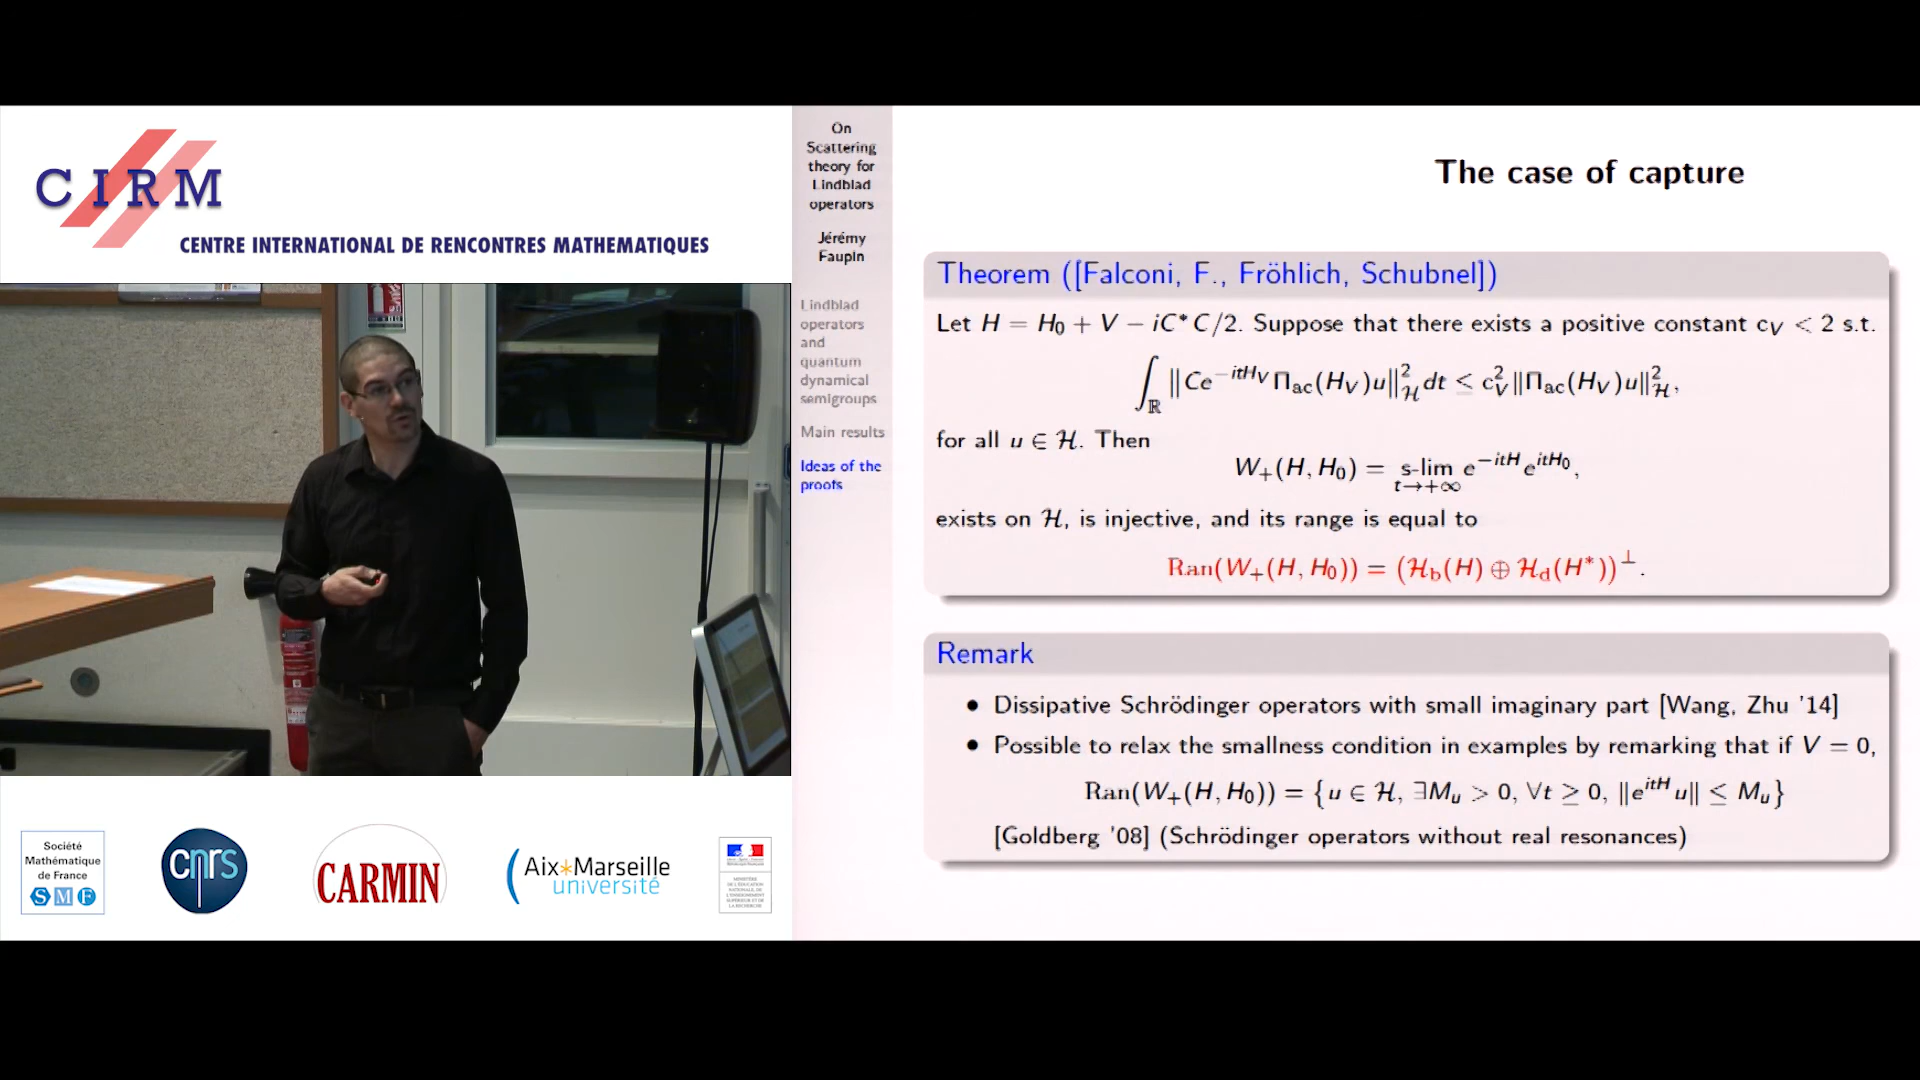 CIRM
CENTRE INTERNATIONAL DE RENCONTRES MATHEMATIQUES
Société
Mathématique
de France
SMF
cnrs
CARMIN
Aix*Marseille
université
On
Scattering
theory for
Lindblad
operators
Jérémy
Faupin
Lindblad
operators
and
quantum
dynamical
semigroups
Main results
Ideas of the
proofs
The case of capture
Theorem ([Falconi, F., Fröhlich, Schubnel])
Let H = H₀ + V − iC*C/2. Suppose that there exists a positive constant c_V < 2 s.t.
∫_ℝ ‖Ce^{−itH_V}Π_ac(H_V)u‖²_ℋ dt ≤ c²_V‖Π_ac(H_V)u‖²_ℋ,
for all u ∈ ℋ. Then
W₊(H, H₀) = s-lim_{t→+∞} e^{−itH}e^{itH₀},
exists on ℋ, is injective, and its range is equal to
Ran(W₊(H, H₀)) = (ℋ_b(H) ⊕ ℋ_d(H*))^⊥.
Remark
• Dissipative Schrödinger operators with small imaginary part [Wang, Zhu '14]
• Possible to relax the smallness condition in examples by remarking that if V = 0,
Ran(W₊(H, H₀)) = {u ∈ ℋ, ∃M_u > 0, ∀t ≥ 0, ‖e^{itH}u‖ ≤ M_u}
[Goldberg '08] (Schrödinger operators without real resonances)